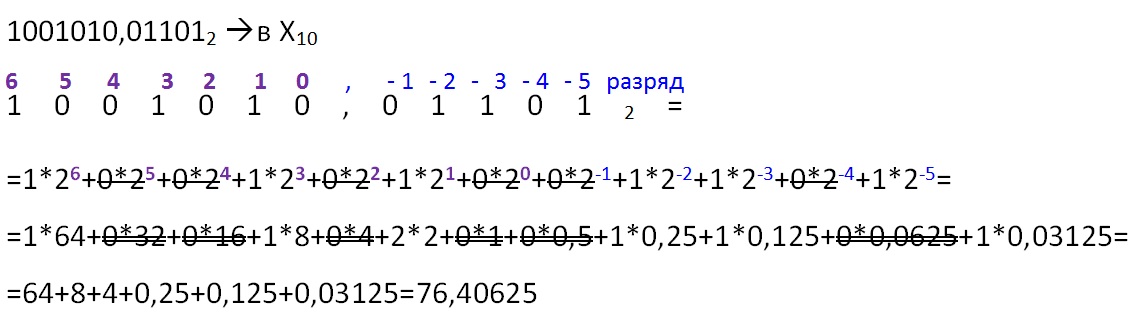 1001010,01101₂ →в X₁₀
6 5 4 3 2 1 0 , - 1 - 2 - 3 - 4 - 5 разряд
1 0 0 1 0 1 0 , 0 1 1 0 1 ₂ =
=1*2⁶+0*2⁵+0*2⁴+1*2³+0*2²+1*2¹+0*2⁰+0*2⁻¹+1*2⁻²+1*2⁻³+0*2⁻⁴+1*2⁻⁵=
=1*64+0*32+0*16+1*8+0*4+2*2+0*1+0*0,5+1*0,25+1*0,125+0*0,0625+1*0,03125=
=64+8+4+0,25+0,125+0,03125=76,40625